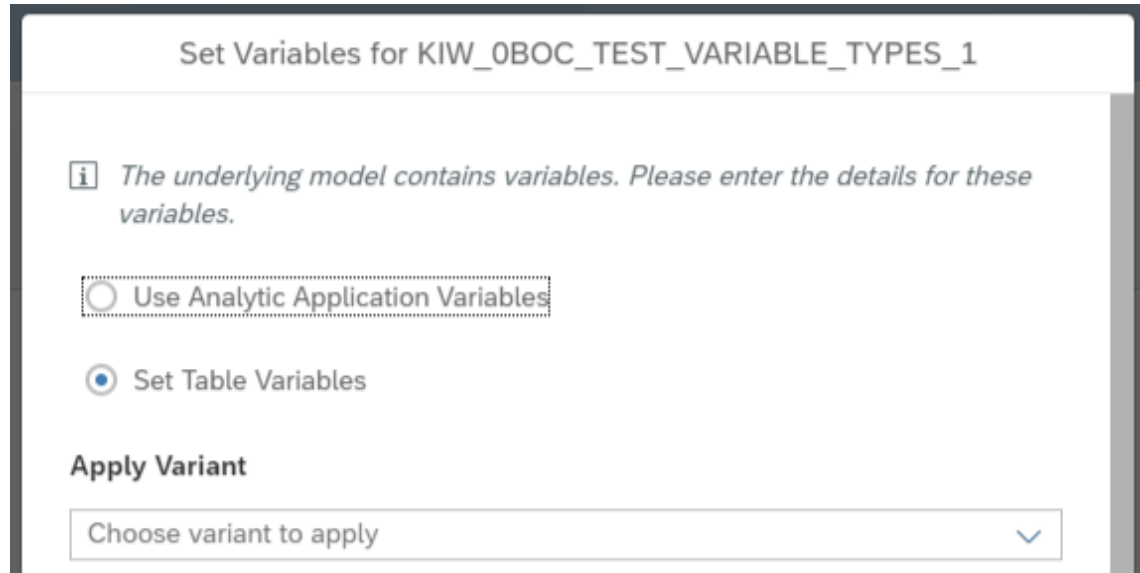 Set Variables for KIW_0BOC_TEST_VARIABLE_TYPES_1
The underlying model contains variables. Please enter the details for these
variables.
Use Analytic Application Variables
Set Table Variables
Apply Variant
Choose variant to apply